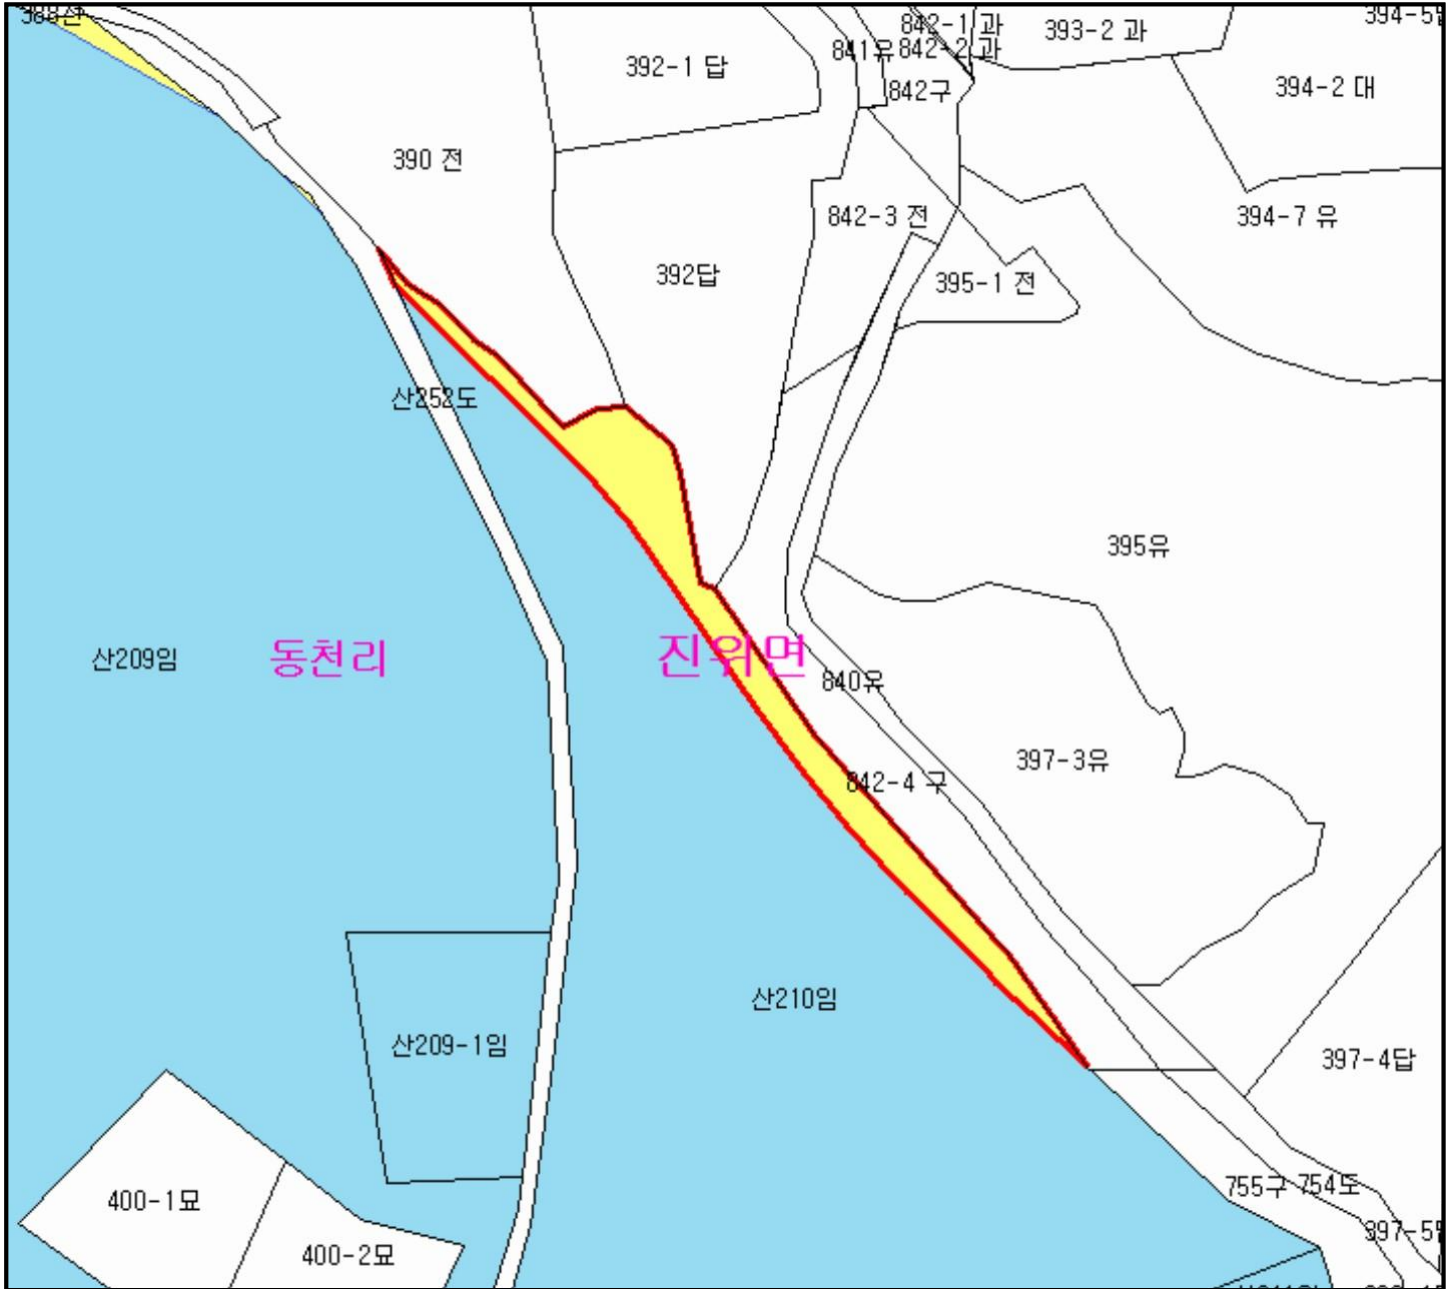 842-1 과
393-2 과
841유
842-2 과
392-1 답
842구
394-2 대
390 전
842-3 전
394-7 유
392답
395-1 전
산252도
395유
산209임
동천리
진위면
840유
397-3유
842-4 구
산210임
산209-1임
397-4답
400-1묘
755구
754도
400-2묘